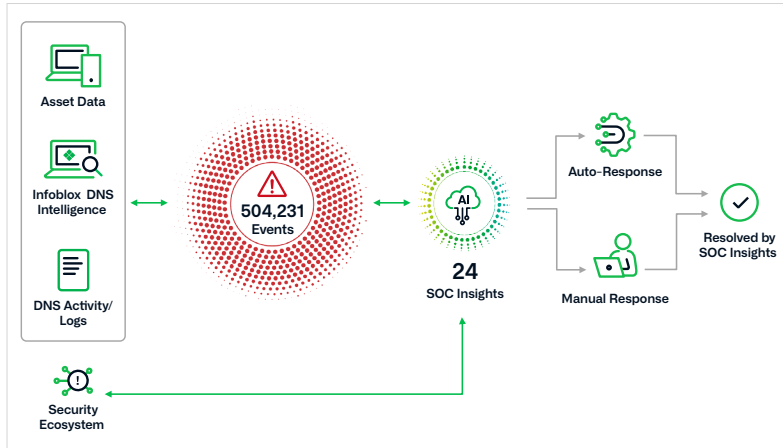 Asset Data
Infoblox DNS
Intelligence
DNS Activity/
Logs
Security
Ecosystem
504,231
Events
AI
24
SOC Insights
Auto-Response
Manual Response
Resolved by
SOC Insights